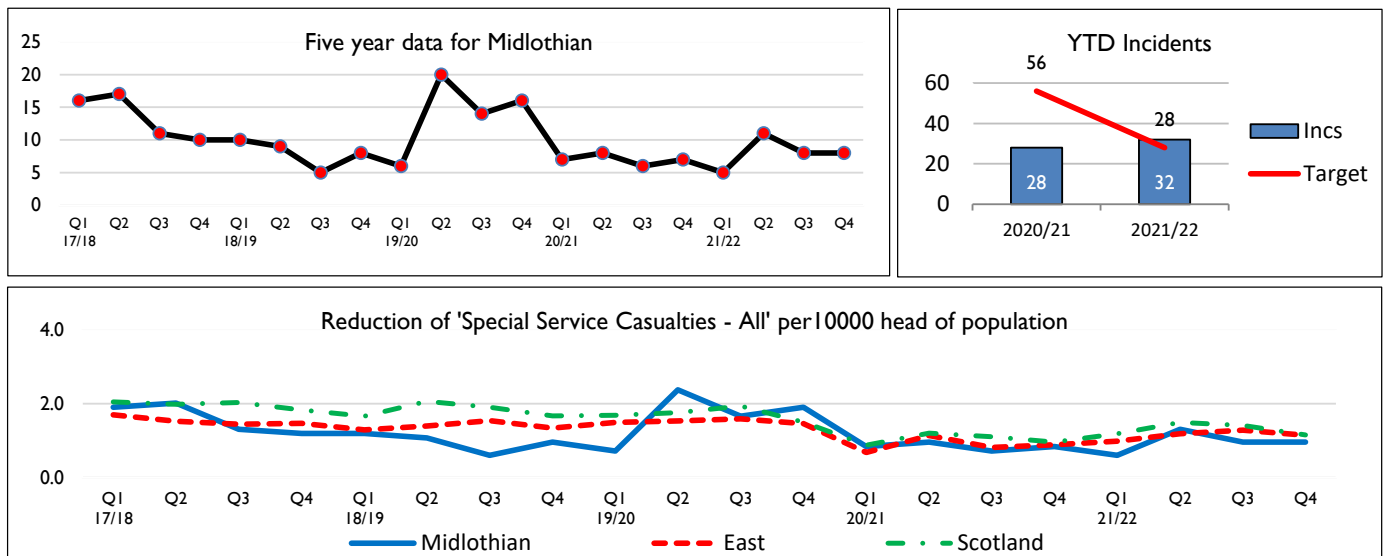 Five year data for Midlothian
25
20
15
10
5
0
Q1 Q2 Q3 Q4 Q1 Q2 Q3 Q4 Q1 Q2 Q3 Q4 Q1 Q2 Q3 Q4 Q1 Q2 Q3 Q4
17/18 18/19 19/20 20/21 21/22
YTD Incidents
56
60
28
40
Incs
20
28 32
Target
0
2020/21 2021/22
Reduction of 'Special Service Casualties - All' per10000 head of population
4.0
2.0
0.0
Q1 Q2 Q3 Q4 Q1 Q2 Q3 Q4 Q1 Q2 Q3 Q4 Q1 Q2 Q3 Q4 Q1 Q2 Q3 Q4
17/18 18/19 19/20 20/21 21/22
Midlothian East Scotland